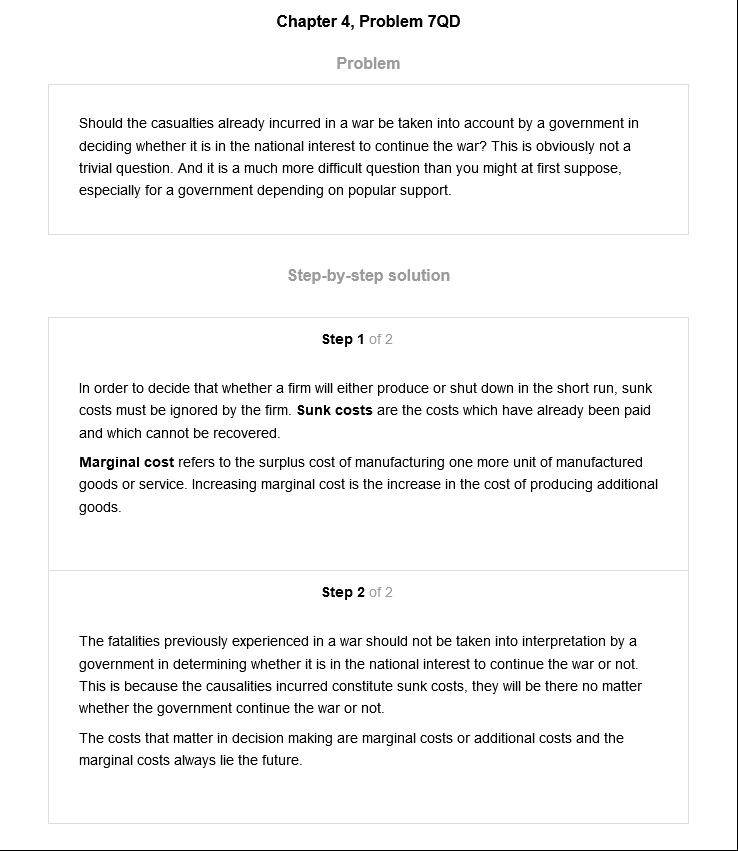 Chapter 4, Problem 7QD
Problem
Should the casualties already incurred in a war be taken into account by a government in
deciding whether it is in the national interest to continue the war? This is obviously not a
trivial question. And it is a much more difficult question than you might at first suppose,
especially for a government depending on popular support.
Step-by-step solution
Step 1 of 2
In order to decide that whether a firm will either produce or shut down in the short run, sunk
costs must be ignored by the firm. Sunk costs are the costs which have already been paid
and which cannot be recovered.
Marginal cost refers to the surplus cost of manufacturing one more unit of manufactured
goods or service. Increasing marginal cost is the increase in the cost of producing additional
goods.
Step 2 of 2
The fatalities previously experienced in a war should not be taken into interpretation by a
government in determining whether it is in the national interest to continue the war or not.
This is because the causalities incurred constitute sunk costs, they will be there no matter
whether the government continue the war or not.
The costs that matter in decision making are marginal costs or additional costs and the
marginal costs always lie the future.